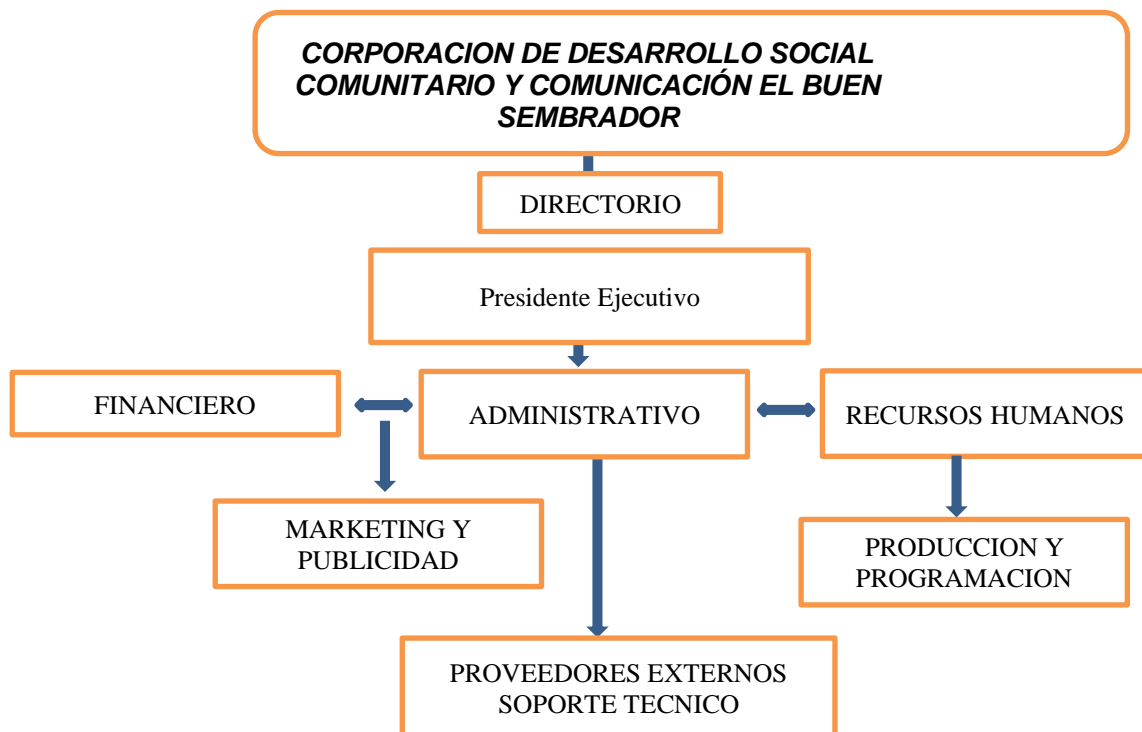 CORPORACION DE DESARROLLO SOCIAL
COMUNITARIO Y COMUNICACIÓN EL BUEN
SEMBRADOR
DIRECTORIO
Presidente Ejecutivo
FINANCIERO
ADMINISTRATIVO
RECURSOS HUMANOS
MARKETING Y
PUBLICIDAD
PRODUCCION Y
PROGRAMACION
PROVEEDORES EXTERNOS
SOPORTE TECNICO